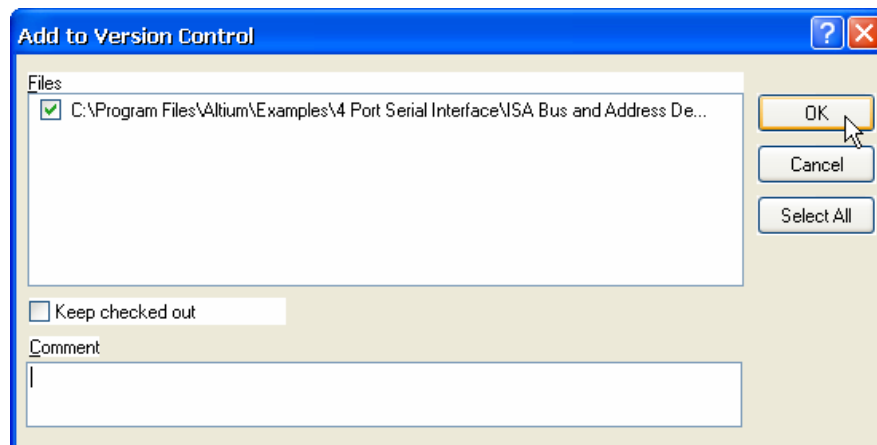 Add to Version Control
Files
C:\Program Files\Altium\Examples\4 Port Serial Interface\ISA Bus and Address De...
OK
Cancel
Select All
Keep checked out
Comment